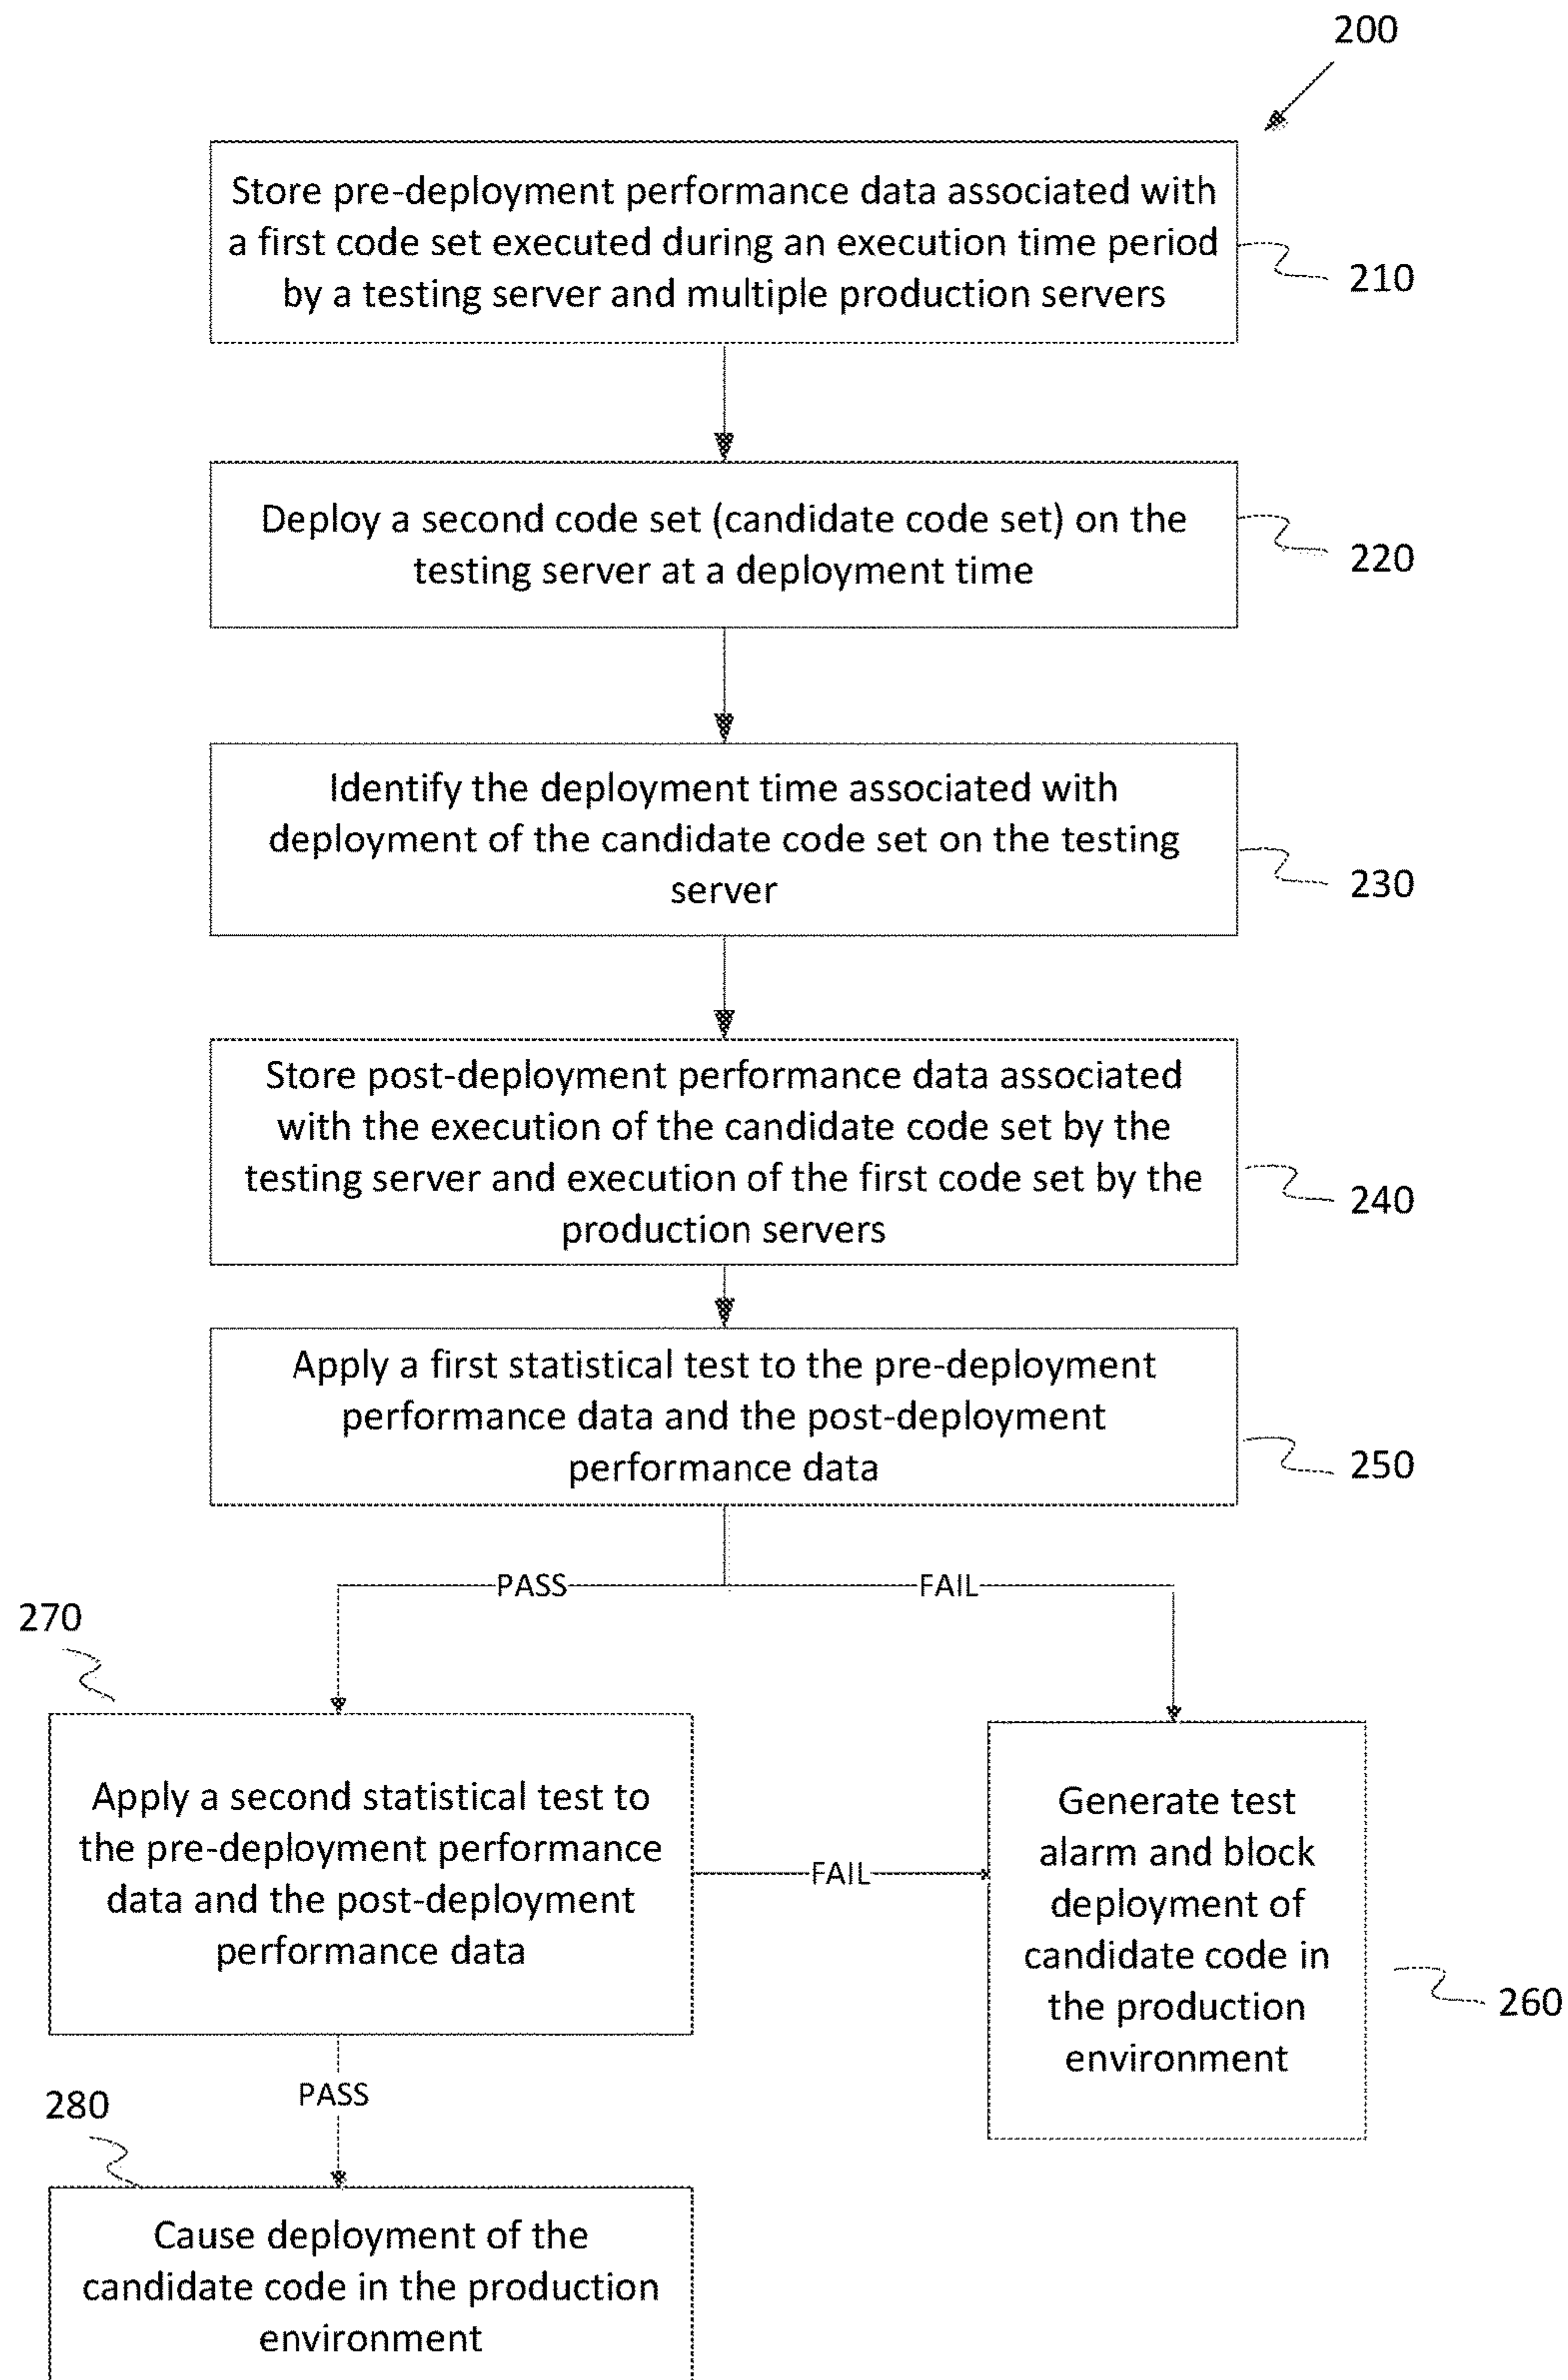 200
Store pre-deployment performance data associated with
a first code set executed during an execution time period
by a testing server and multiple production servers
210
Deploy a second code set (candidate code set) on the
testing server at a deployment time
220
Identify the deployment time associated with
deployment of the candidate code set on the testing
server
230
Store post-deployment performance data associated
with the execution of the candidate code set by the
testing server and execution of the first code set by the
production servers
240
Apply a first statistical test to the pre-deployment
performance data and the post-deployment
performance data
250
PASS
FAIL
270
Apply a second statistical test to
the pre-deployment performance
data and the post-deployment
performance data
FAIL
Generate test
alarm and block
deployment of
candidate code in
the production
environment
260
PASS
280
Cause deployment of the
candidate code in the production
environment